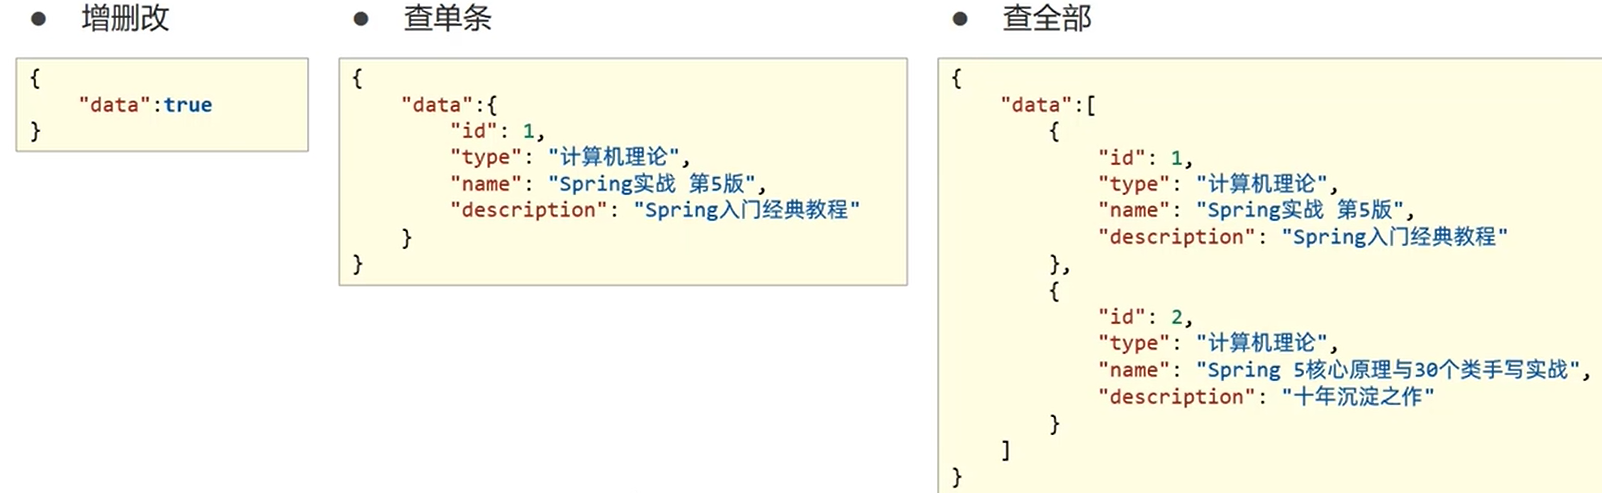 ● 增删改
{
    "data":true
}
● 查单条
{
    "data":{
        "id": 1,
        "type": "计算机理论",
        "name": "Spring实战 第5版",
        "description": "Spring入门经典教程"
    }
}
● 查全部
{
    "data":[
        {
            "id": 1,
            "type": "计算机理论",
            "name": "Spring实战 第5版",
            "description": "Spring入门经典教程"
        },
        {
            "id": 2,
            "type": "计算机理论",
            "name": "Spring 5核心原理与30个类手写实战",
            "description": "十年沉淀之作"
        }
    ]
}